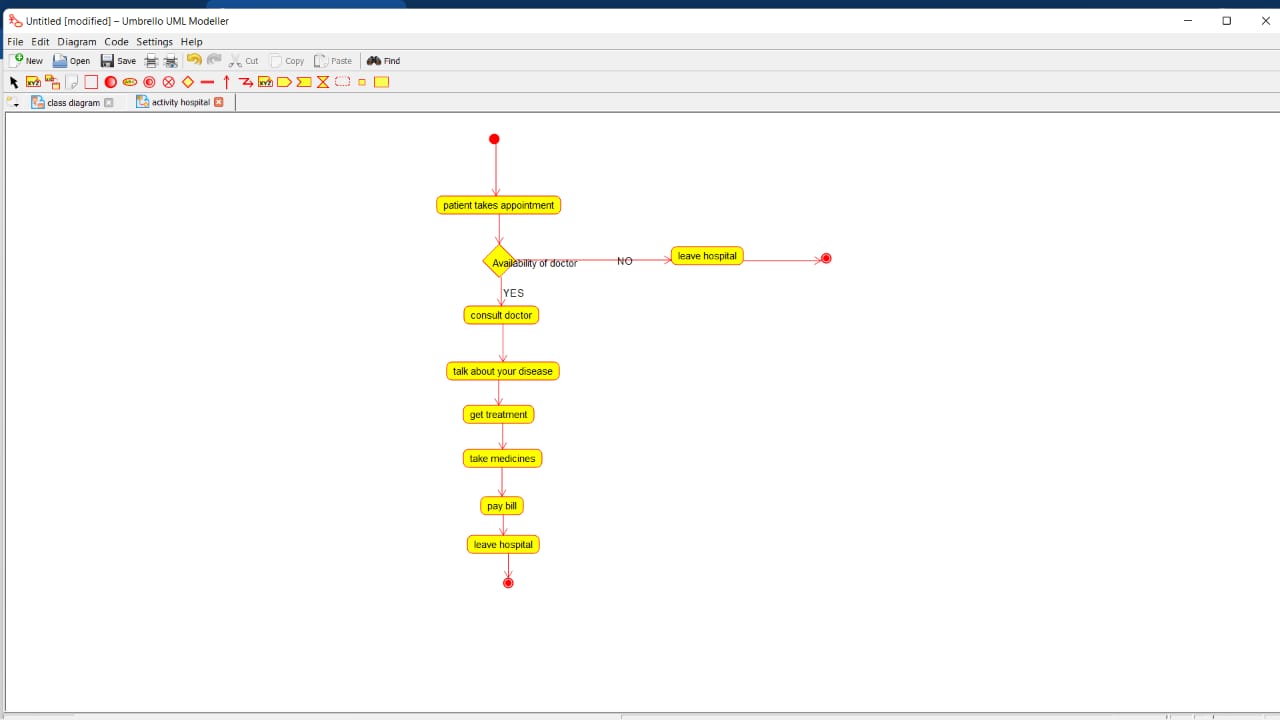 Untitled [modified] – Umbrello UML Modeller
File Edit Diagram Code Settings Help
New Open Save Cut Copy Paste Find
class diagram activity hospital
patient takes appointment
Availability of doctor NO leave hospital
YES
consult doctor
talk about your disease
get treatment
take medicines
pay bill
leave hospital